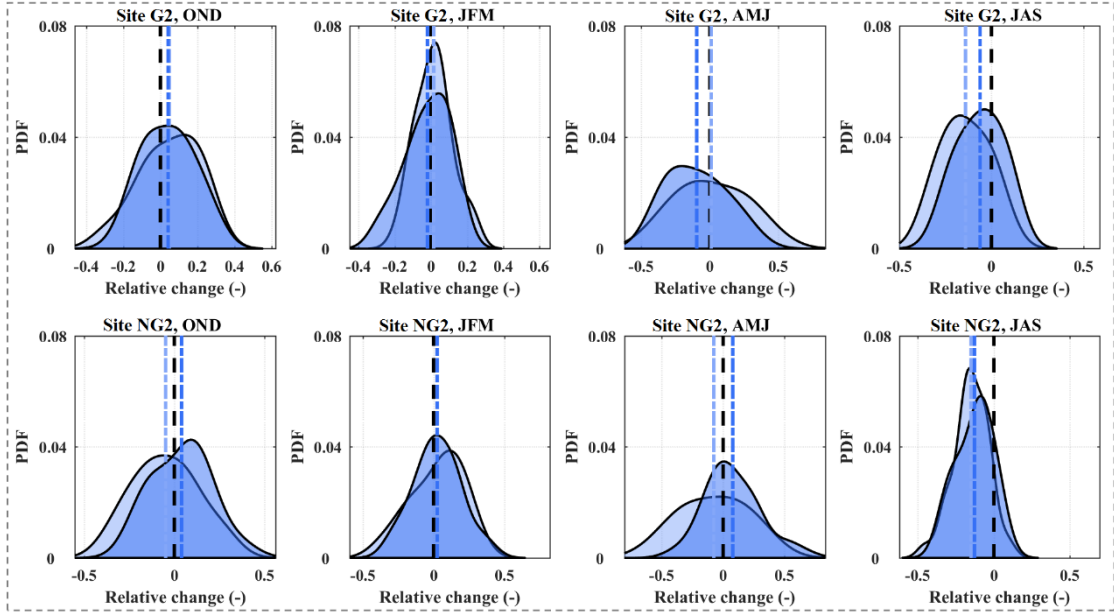 Site G2, OND
Site G2, JFM
Site G2, AMJ
Site G2, JAS
0.08
0.08
0.08
0.08
PDF
PDF
PDF
PDF
0.04
0.04
0.04
0.04
0
0
0
0
-0.4 -0.2 0 0.2 0.4 0.6
-0.4 -0.2 0 0.2 0.4 0.6
-0.5 0 0.5
-0.5 0 0.5
Relative change (-)
Relative change (-)
Relative change (-)
Relative change (-)
Site NG2, OND
Site NG2, JFM
Site NG2, AMJ
Site NG2, JAS
0.08
0.08
0.08
0.08
PDF
PDF
PDF
PDF
0.04
0.04
0.04
0.04
0
0
0
0
-0.5 0 0.5
-0.5 0 0.5
-0.5 0 0.5
-0.5 0 0.5
Relative change (-)
Relative change (-)
Relative change (-)
Relative change (-)